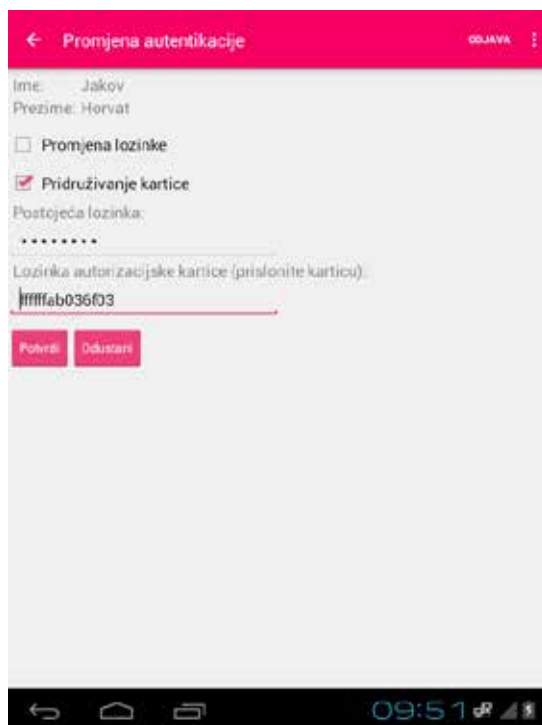 Promjena autentikacije ODJAVA
Ime: Jakov
Prezime: Horvat
Promjena lozinke
Pridruživanje kartice
Postojeća lozinka:
••••••••
Lozinka autorizacijske kartice (prislonite karticu):
ffffffab036f03
Potvrdi Odustani
09:51